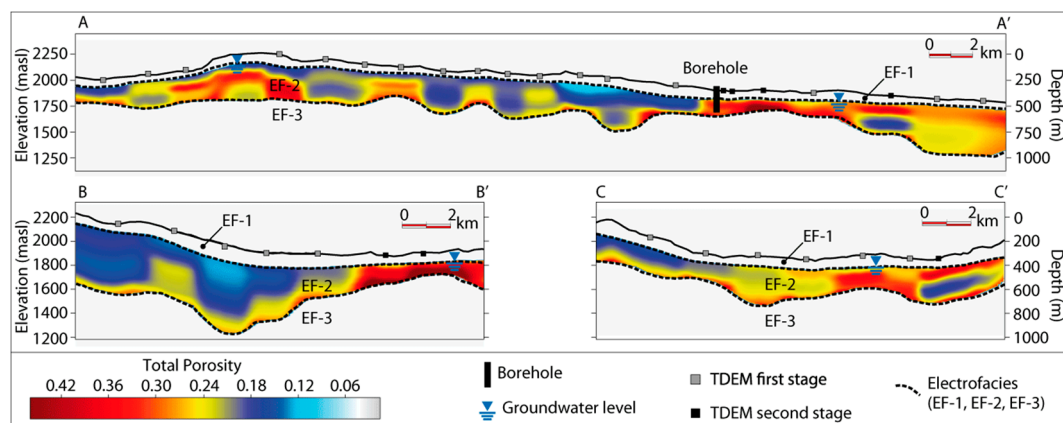 A A′
Elevation (masl)
2250
2000
1750
1500
1250
EF-2
EF-3
Borehole
EF-1
0 2
km
0
250
500
750
1000
Depth (m)
B B′
Elevation (masl)
2200
2000
1800
1600
1400
1200
EF-1
EF-2
EF-3
0 2
km
C C′
EF-1
EF-2
EF-3
0 2
km
0
200
400
600
800
1000
Depth (m)
Total Porosity
0.42 0.36 0.30 0.24 0.18 0.12 0.06
Borehole
Groundwater level
TDEM first stage
TDEM second stage
Electrofacies
(EF-1, EF-2, EF-3)